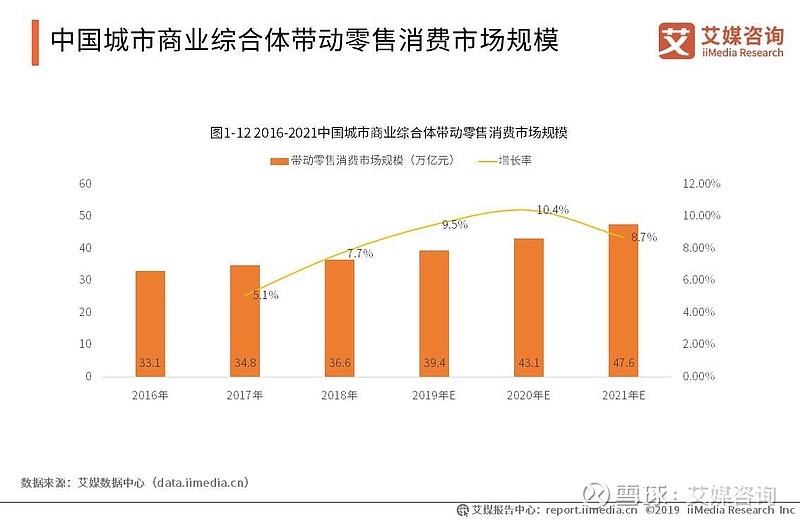 中国城市商业综合体带动零售消费市场规模
艾媒咨询
iiMedia Research
图1-12 2016-2021中国城市商业综合体带动零售消费市场规模
带动零售消费市场规模（万亿元） 增长率
60 12.00%
50 10.00%
40 8.00%
30 6.00%
20 4.00%
10 2.00%
0 0.00%
5.1% 7.7% 9.5% 10.4% 8.7%
33.1 34.8 36.6 39.4 43.1 47.6
2016年 2017年 2018年 2019年E 2020年E 2021年E
数据来源：艾媒数据中心（data.iimedia.cn）
雪球：艾媒咨询
艾媒报告中心：report.iimedia.cn ©2019 iiMedia Research Inc